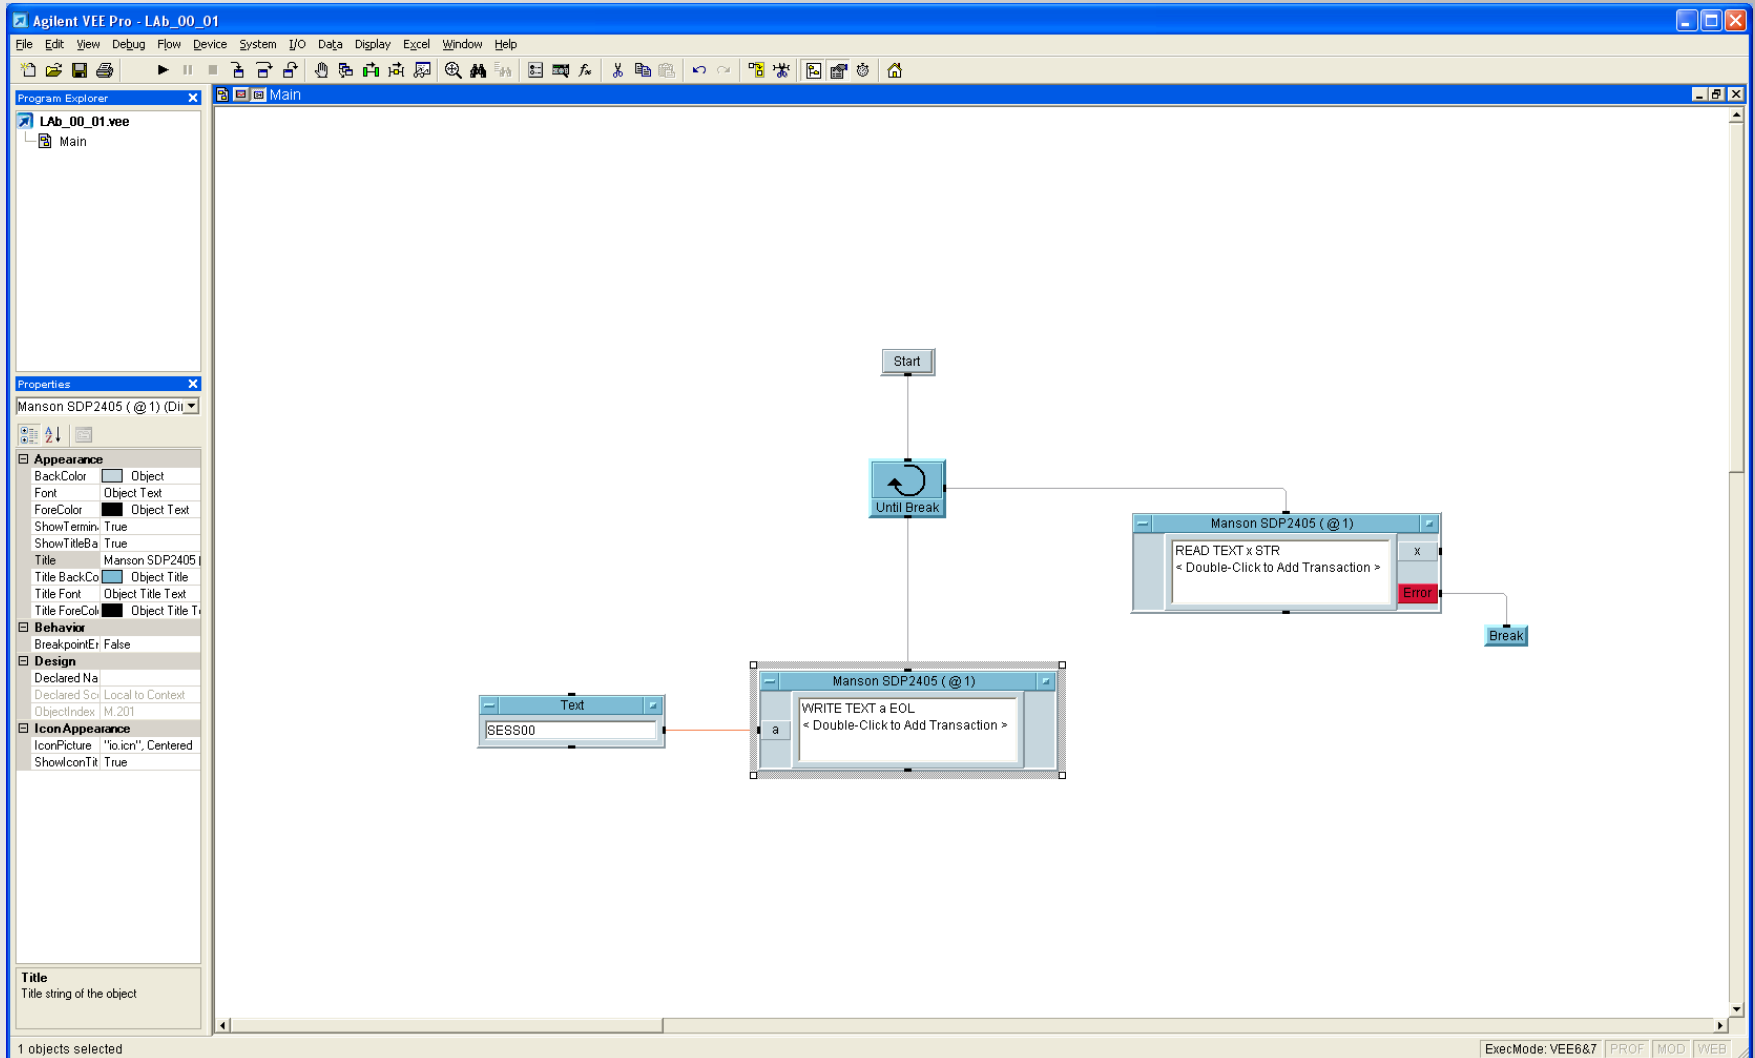 Agilent VEE Pro - LAb_00_01
File Edit View Debug Flow Device System I/O Data Display Excel Window Help
Program Explorer
LAb_00_01.vee
Main
Properties
Manson SDP2405 ( @ 1) (Dir
Appearance
BackColor Object
Font Object Text
ForeColor Object Text
ShowTermin. True
ShowTitleBa True
Title Manson SDP2405
Title BackCo Object Title
Title Font Object Title Text
Title ForeCol Object Title T
Behavior
BreakpointEr False
Design
Declared Na
Declared Sc Local to Context
ObjectIndex M.201
Icon Appearance
IconPicture "io.icn", Centered
ShowIconTit True
Title
Title string of the object
1 objects selected
Main
Start
Until Break
Manson SDP2405 ( @ 1)
READ TEXT x STR
< Double-Click to Add Transaction >
x
Error
Break
Text
SESS00
Manson SDP2405 ( @ 1)
a
WRITE TEXT a EOL
< Double-Click to Add Transaction >
ExecMode: VEE6&7 PROF MOD WEB